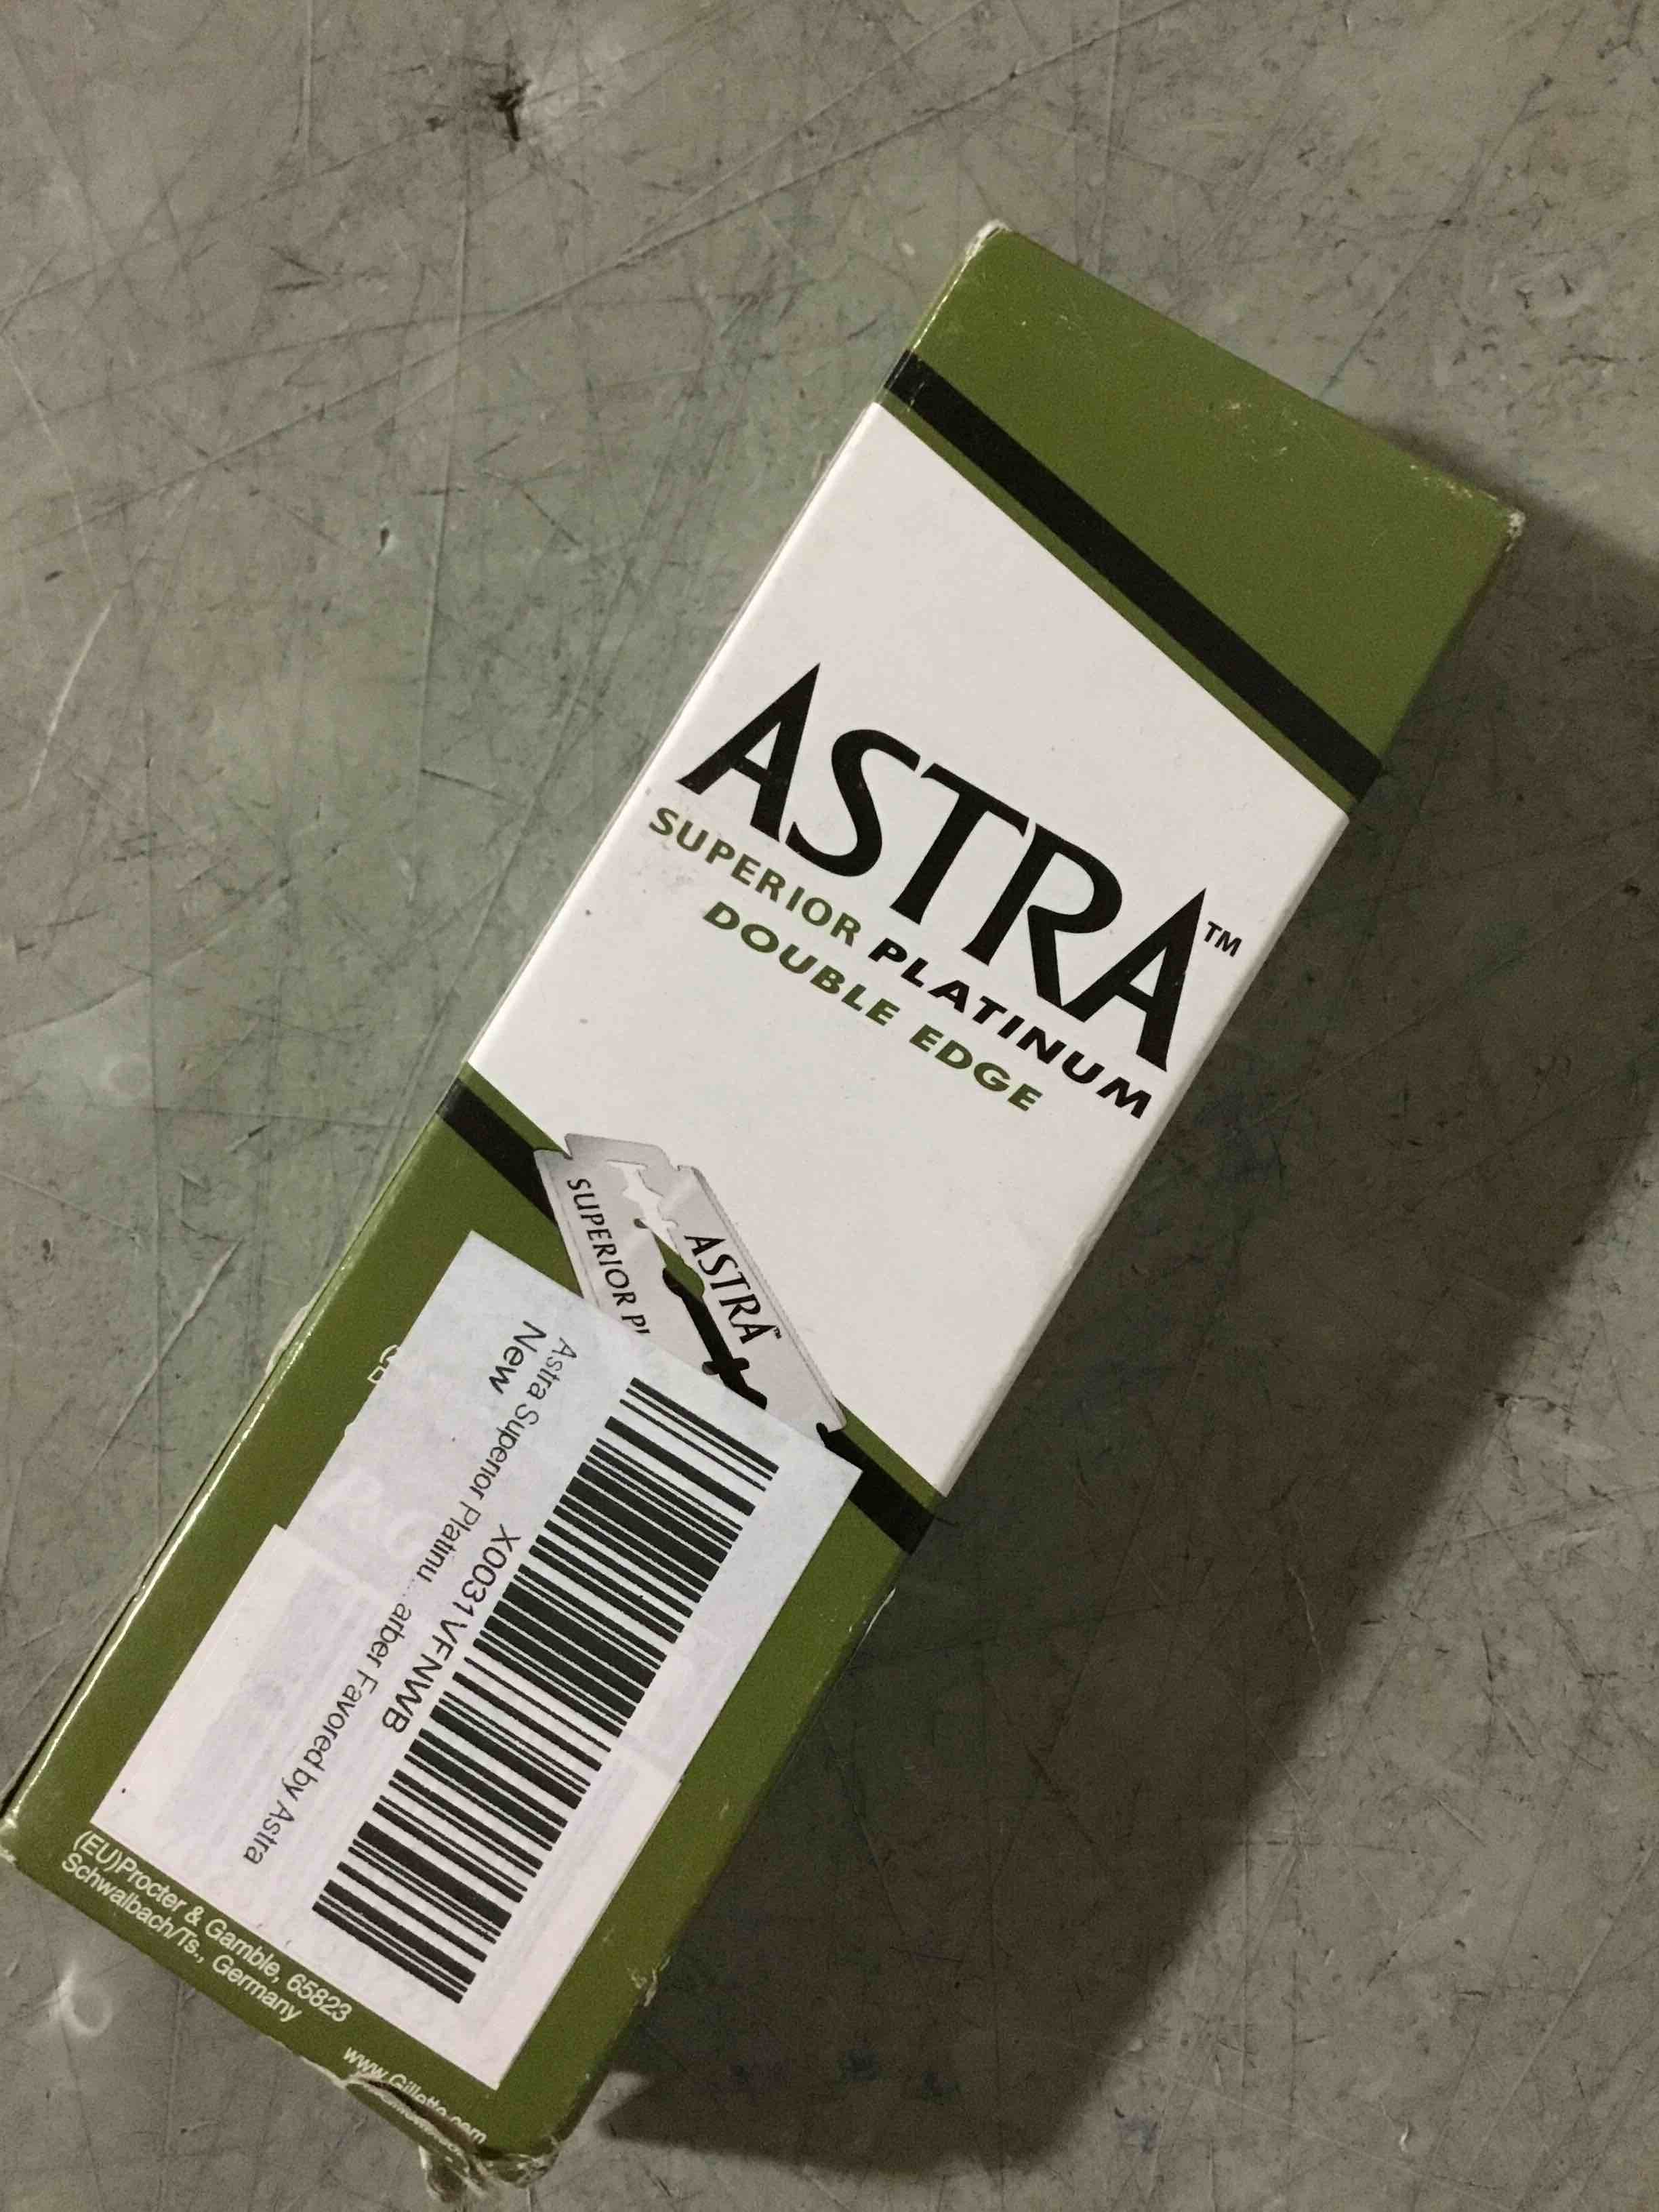 ASTRA™
SUPERIOR PLATINUM
DOUBLE EDGE
ASTRA™
SUPERIOR
X0031VFNWB
Astra Superior Platinu...arber Favored by Astra
New
(EU)Procter & Gamble, 65823
Schwalbach/Ts., Germany
www.Gillette.com